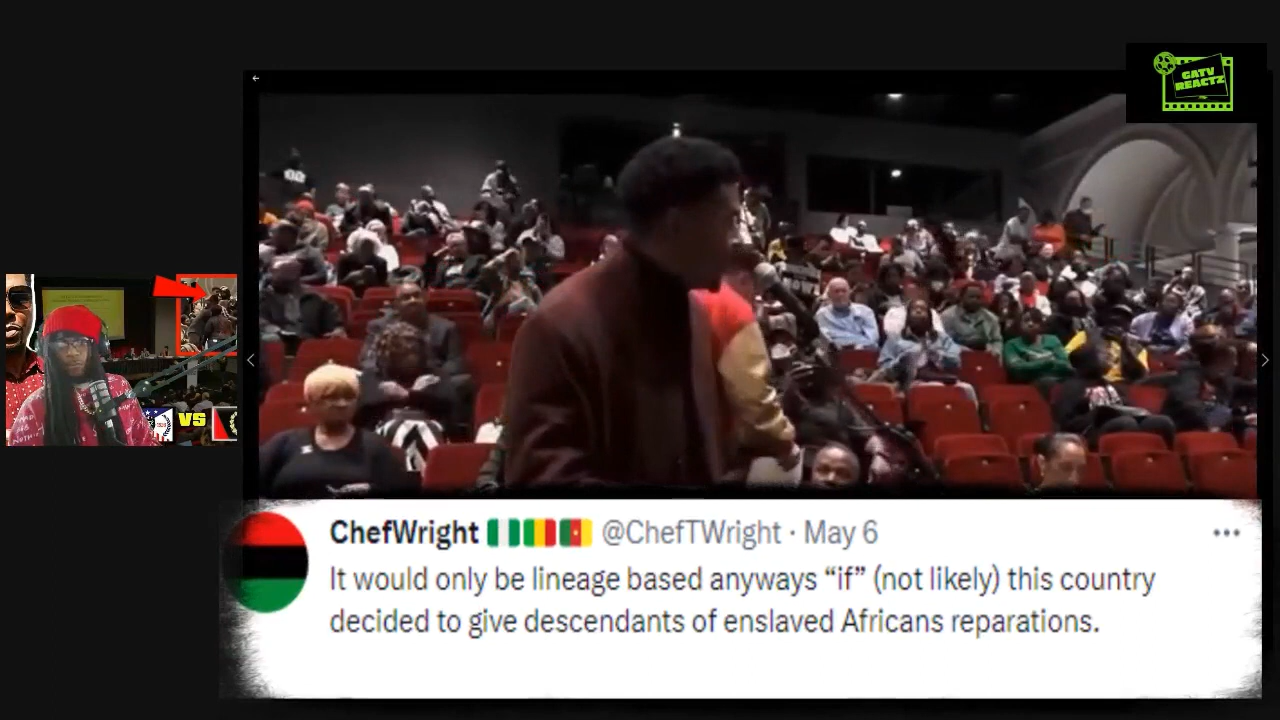 GATV
REACTZ
VS
ChefWright @ChefTWright · May 6
It would only be lineage based anyways “if” (not likely) this country
decided to give descendants of enslaved Africans reparations.